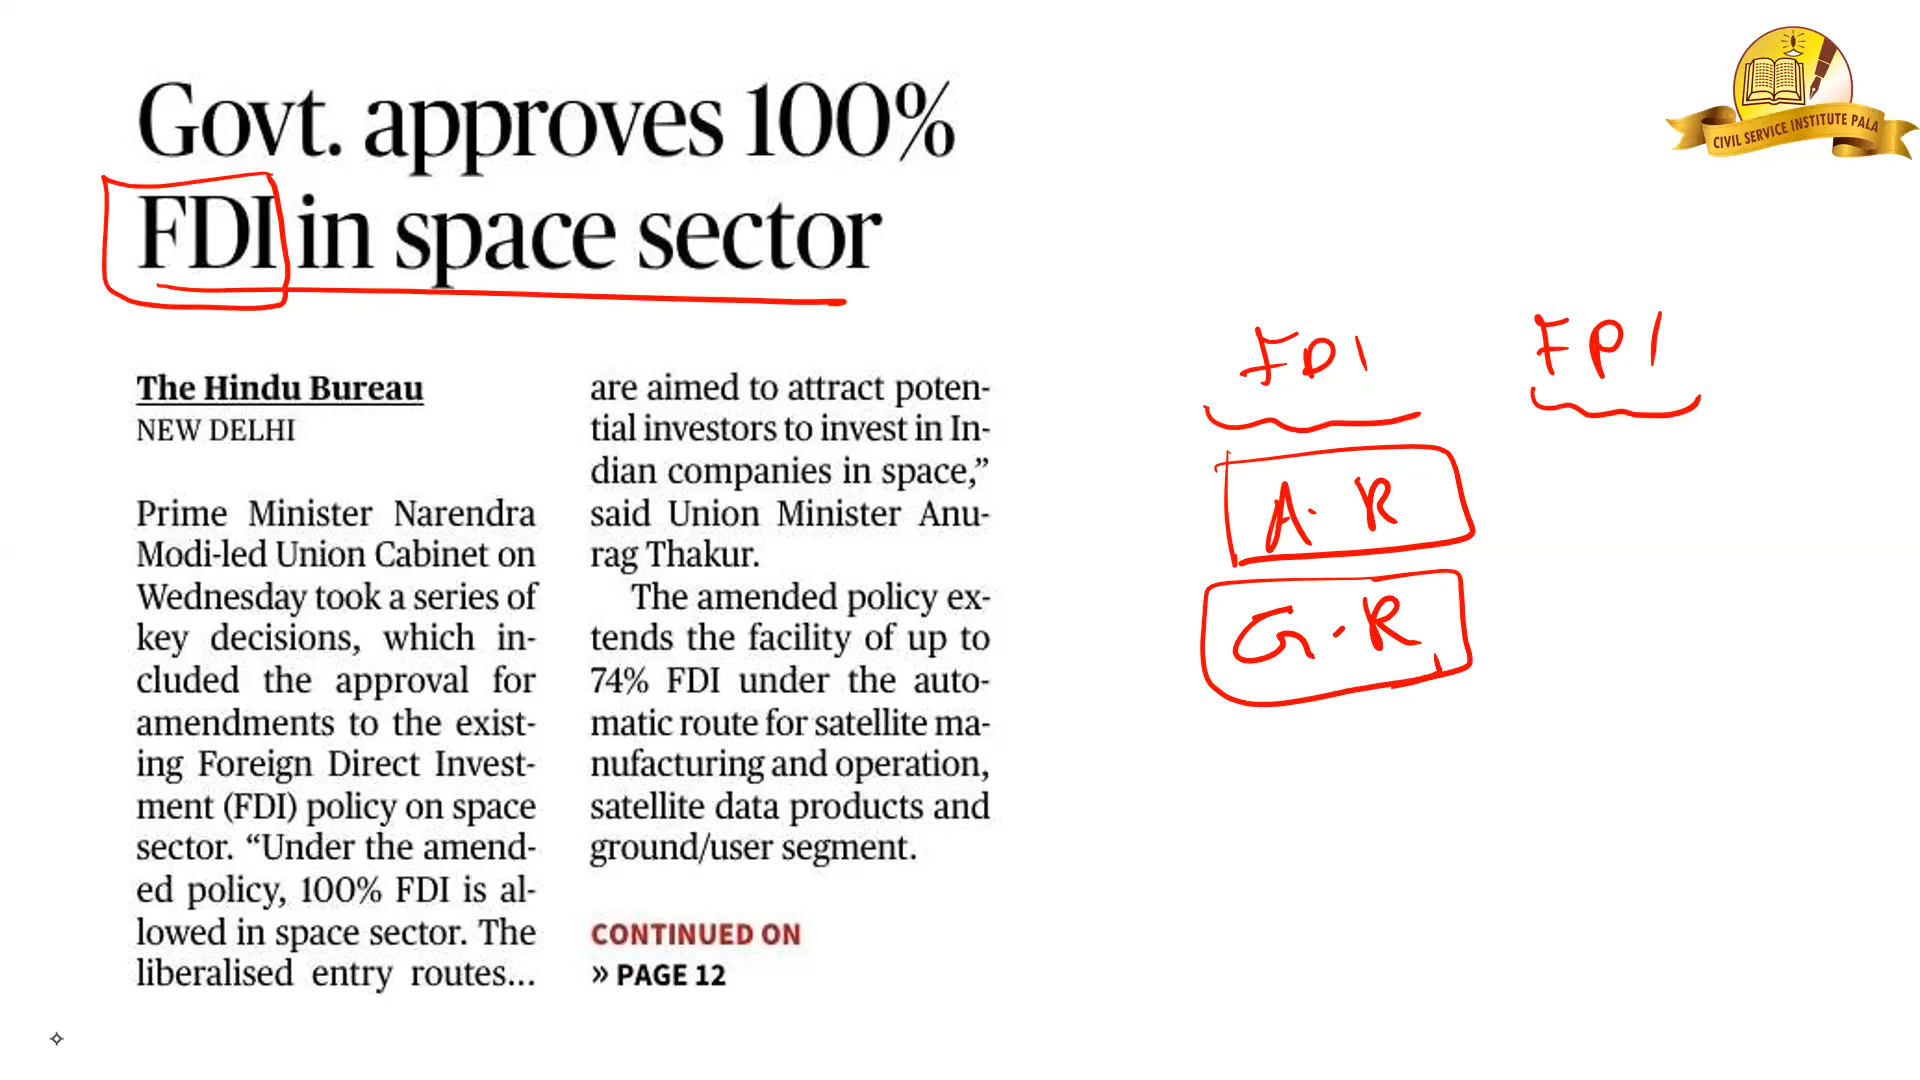 Govt. approves 100%
FDI in space sector
The Hindu Bureau
NEW DELHI
Prime Minister Narendra
Modi-led Union Cabinet on
Wednesday took a series of
key decisions, which in-
cluded the approval for
amendments to the exist-
ing Foreign Direct Invest-
ment (FDI) policy on space
sector. “Under the amend-
ed policy, 100% FDI is al-
lowed in space sector. The
liberalised entry routes...
are aimed to attract poten-
tial investors to invest in In-
dian companies in space,”
said Union Minister Anu-
rag Thakur.
The amended policy ex-
tends the facility of up to
74% FDI under the auto-
matic route for satellite ma-
nufacturing and operation,
satellite data products and
ground/user segment.
CONTINUED ON
» PAGE 12
CIVIL SERVICE INSTITUTE PALA
FDI FPI
A.R
G.R